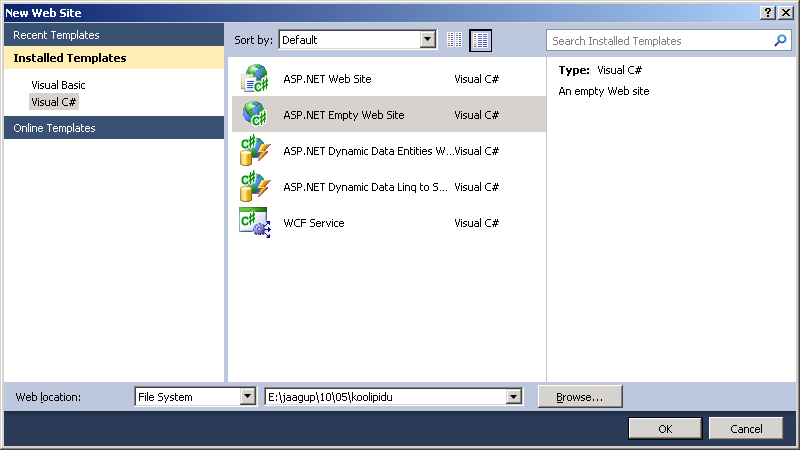 New Web Site
Recent Templates
Installed Templates
Visual Basic
Visual C#
Online Templates
Sort by: Default
Search Installed Templates
ASP.NET Web Site Visual C#
ASP.NET Empty Web Site Visual C#
ASP.NET Dynamic Data Entities W... Visual C#
ASP.NET Dynamic Data Linq to S... Visual C#
WCF Service Visual C#
Type: Visual C#
An empty Web site
Web location: File System E:\jaagup\10\05\koolipidu Browse...
OK Cancel